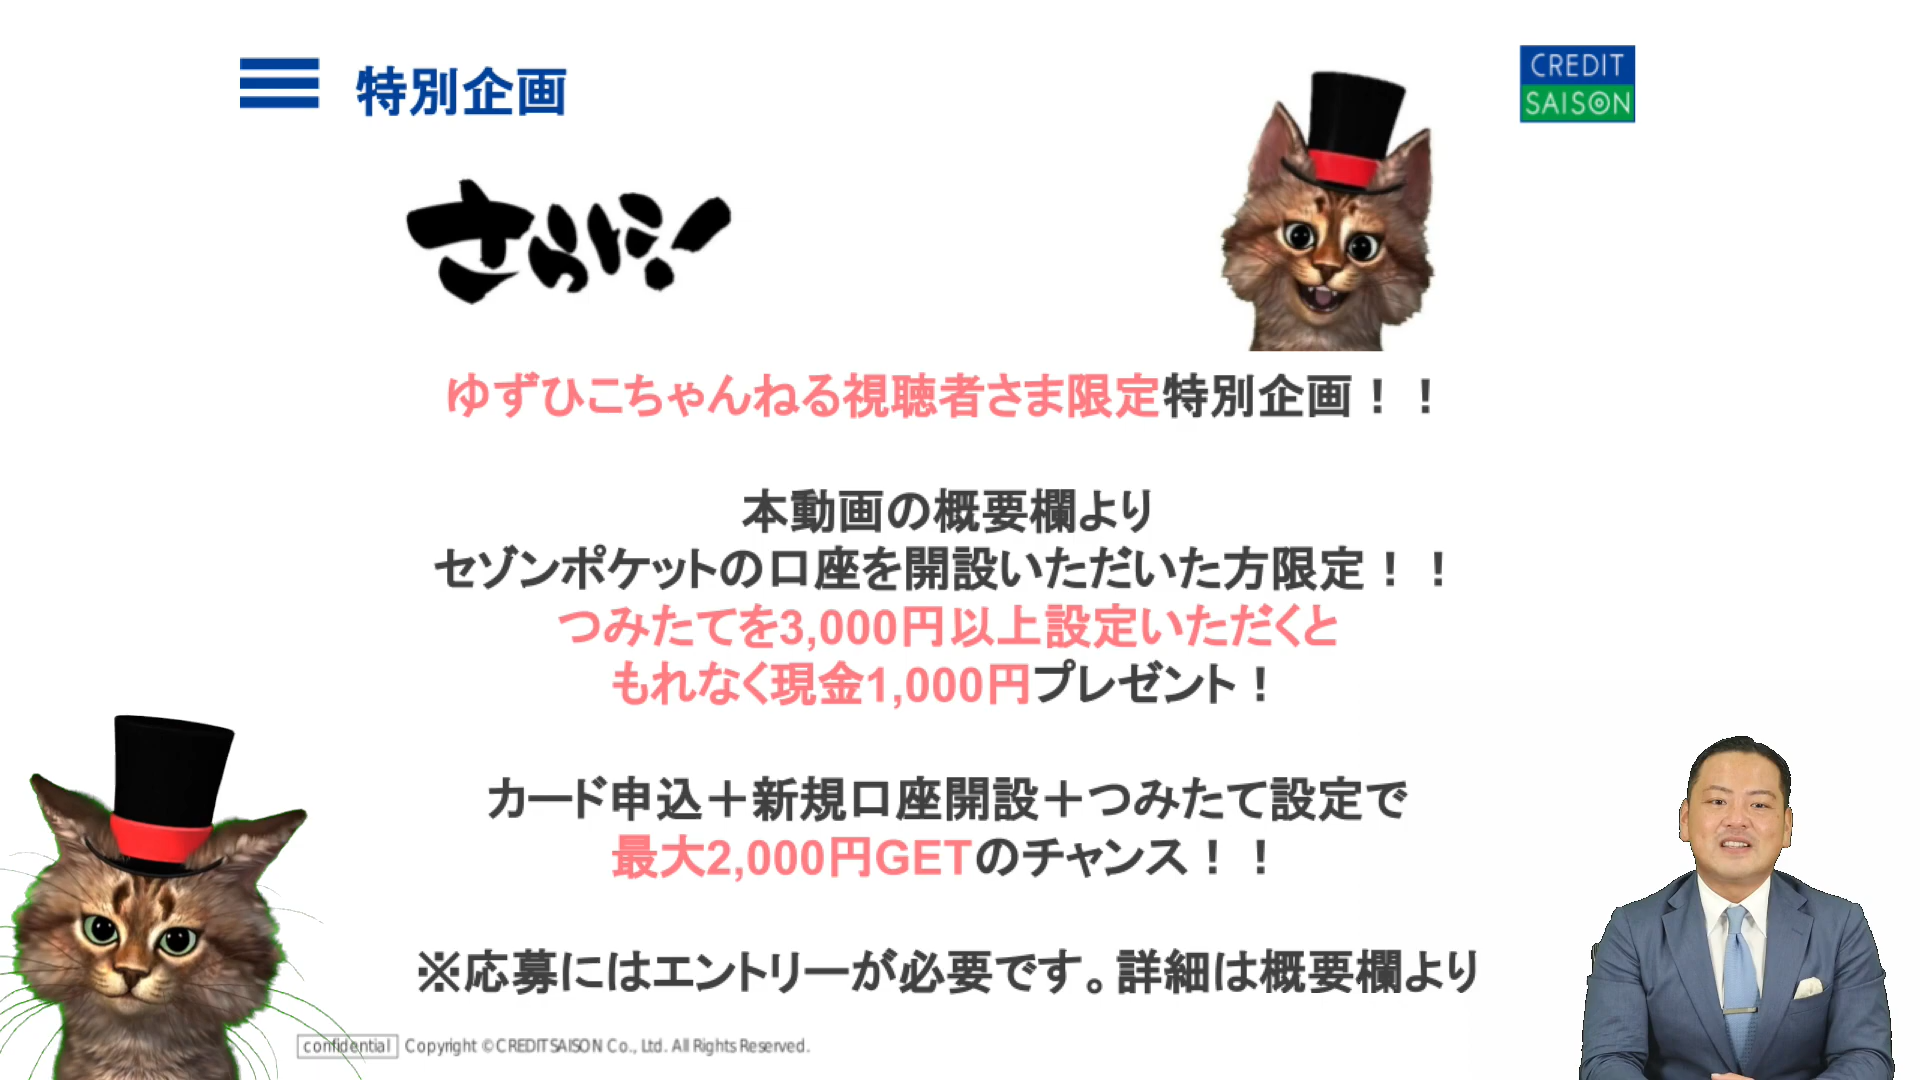 特別企画
CREDIT
SAISON
さらば!
ゆずひこちゃんねる視聴者さま限定特別企画！！
本動画の概要欄より
セゾンポケットの口座を開設いただいた方限定！！
つみたてを3,000円以上設定いただくと
もれなく現金1,000円プレゼント！
カード申込＋新規口座開設＋つみたて設定で
最大2,000円GETのチャンス！！
※応募にはエントリーが必要です。詳細は概要欄より
confidential Copyright © CREDIT SAISON Co., Ltd. All Rights Reserved.